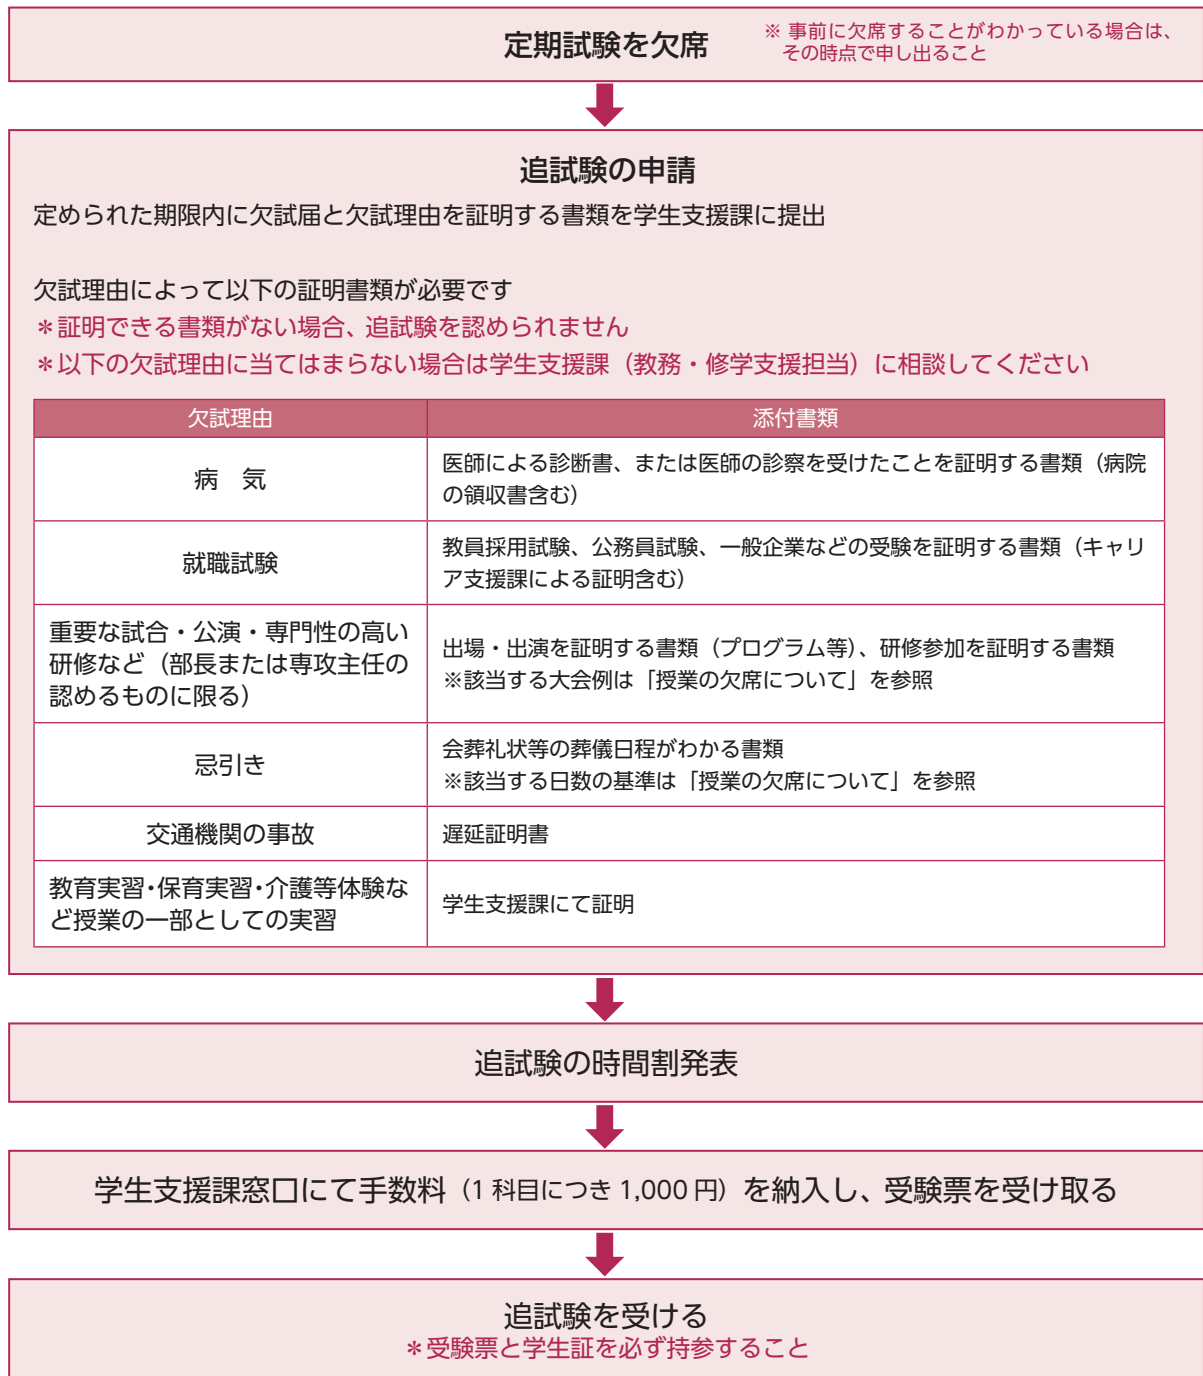 定期試験を欠席
※ 事前に欠席することがわかっている場合は、
その時点で申し出ること
追試験の申請
定められた期限内に欠試届と欠試理由を証明する書類を学生支援課に提出
欠試理由によって以下の証明書類が必要です
＊証明できる書類がない場合、追試験を認められません
＊以下の欠試理由に当てはまらない場合は学生支援課（教務・修学支援担当）に相談してください
欠試理由
添付書類
病　気
医師による診断書、または医師の診察を受けたことを証明する書類（病院
の領収書含む）
就職試験
教員採用試験、公務員試験、一般企業などの受験を証明する書類（キャリ
ア支援課による証明含む）
重要な試合・公演・専門性の高い
研修など（部長または専攻主任の
認めるものに限る）
出場・出演を証明する書類（プログラム等）、研修参加を証明する書類
※該当する大会例は「授業の欠席について」を参照
忌引き
会葬礼状等の葬儀日程がわかる書類
※該当する日数の基準は「授業の欠席について」を参照
交通機関の事故
遅延証明書
教育実習・保育実習・介護等体験な
ど授業の一部としての実習
学生支援課にて証明
追試験の時間割発表
学生支援課窓口にて手数料（1 科目につき 1,000 円）を納入し、受験票を受け取る
追試験を受ける
＊受験票と学生証を必ず持参すること